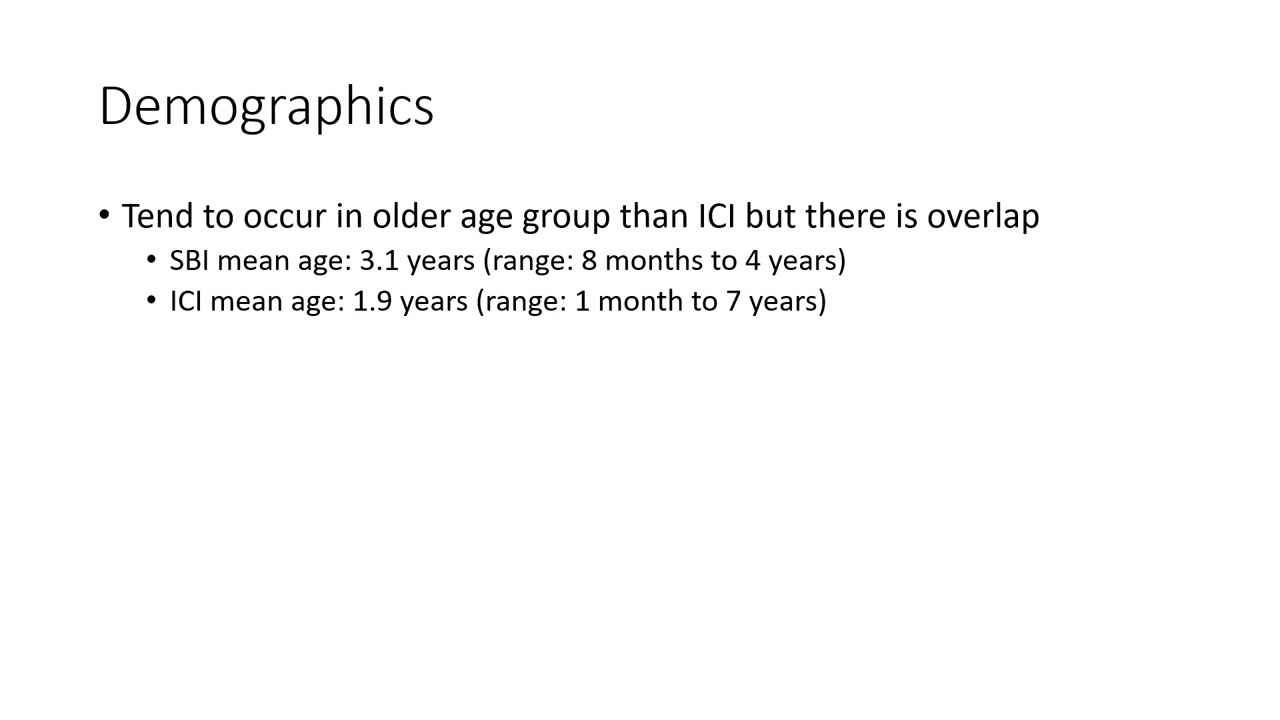 Demographics
• Tend to occur in older age group than ICI but there is overlap
• SBI mean age: 3.1 years (range: 8 months to 4 years)
• ICI mean age: 1.9 years (range: 1 month to 7 years)